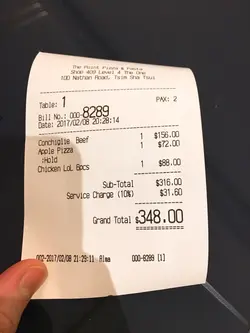 The Point Pizza & Pasta
Shop 409 Level 4 The One
100 Nathan Road, Tsim Sha Tsui
Table: 1 PAX: 2
Bill No.: 000-8289
Date: 2017/02/08 20:28:14
Conchiglie Beef 1 $156.00
Apple Pizza 1 $72.00
:Hold
Chicken LoL 8pcs 1 $88.00
Sub-Total $316.00
Service Charge (10%) $31.60
Grand Total $348.00
002-2017/02/08 21:29:11 Alma 000-8289 [1]